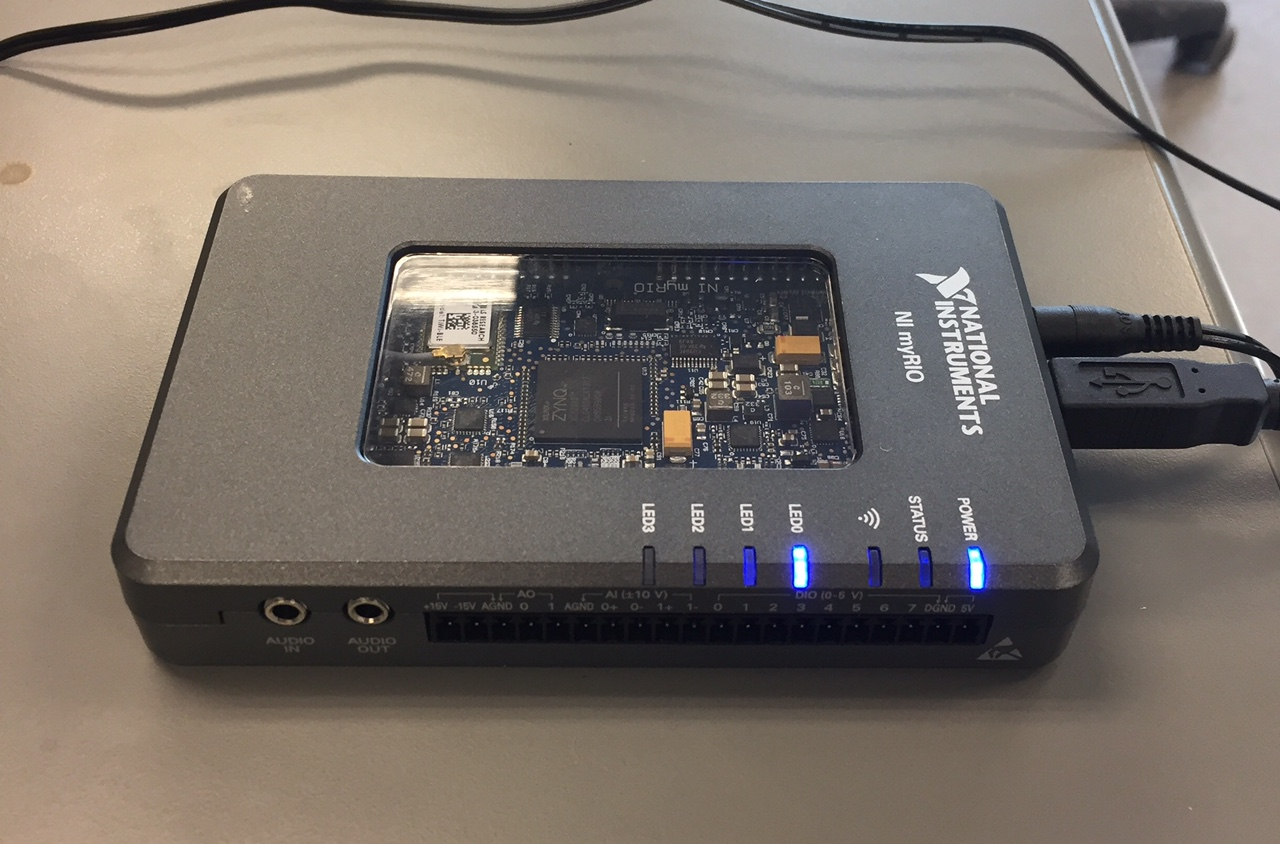 NATIONAL
INSTRUMENTS
NI myRIO
NI myRIO
ZYNQ
U10
LED3
LED2
LED1
LED0
STATUS
POWER
AO
AI (±10 V)
DIO (0-5 V)
+15V -15V AGND 0 1 AGND 0+ 0- 1+ 1- 0 1 2 3 4 5 6 7 DGND 5V
AUDIO
IN
AUDIO
OUT